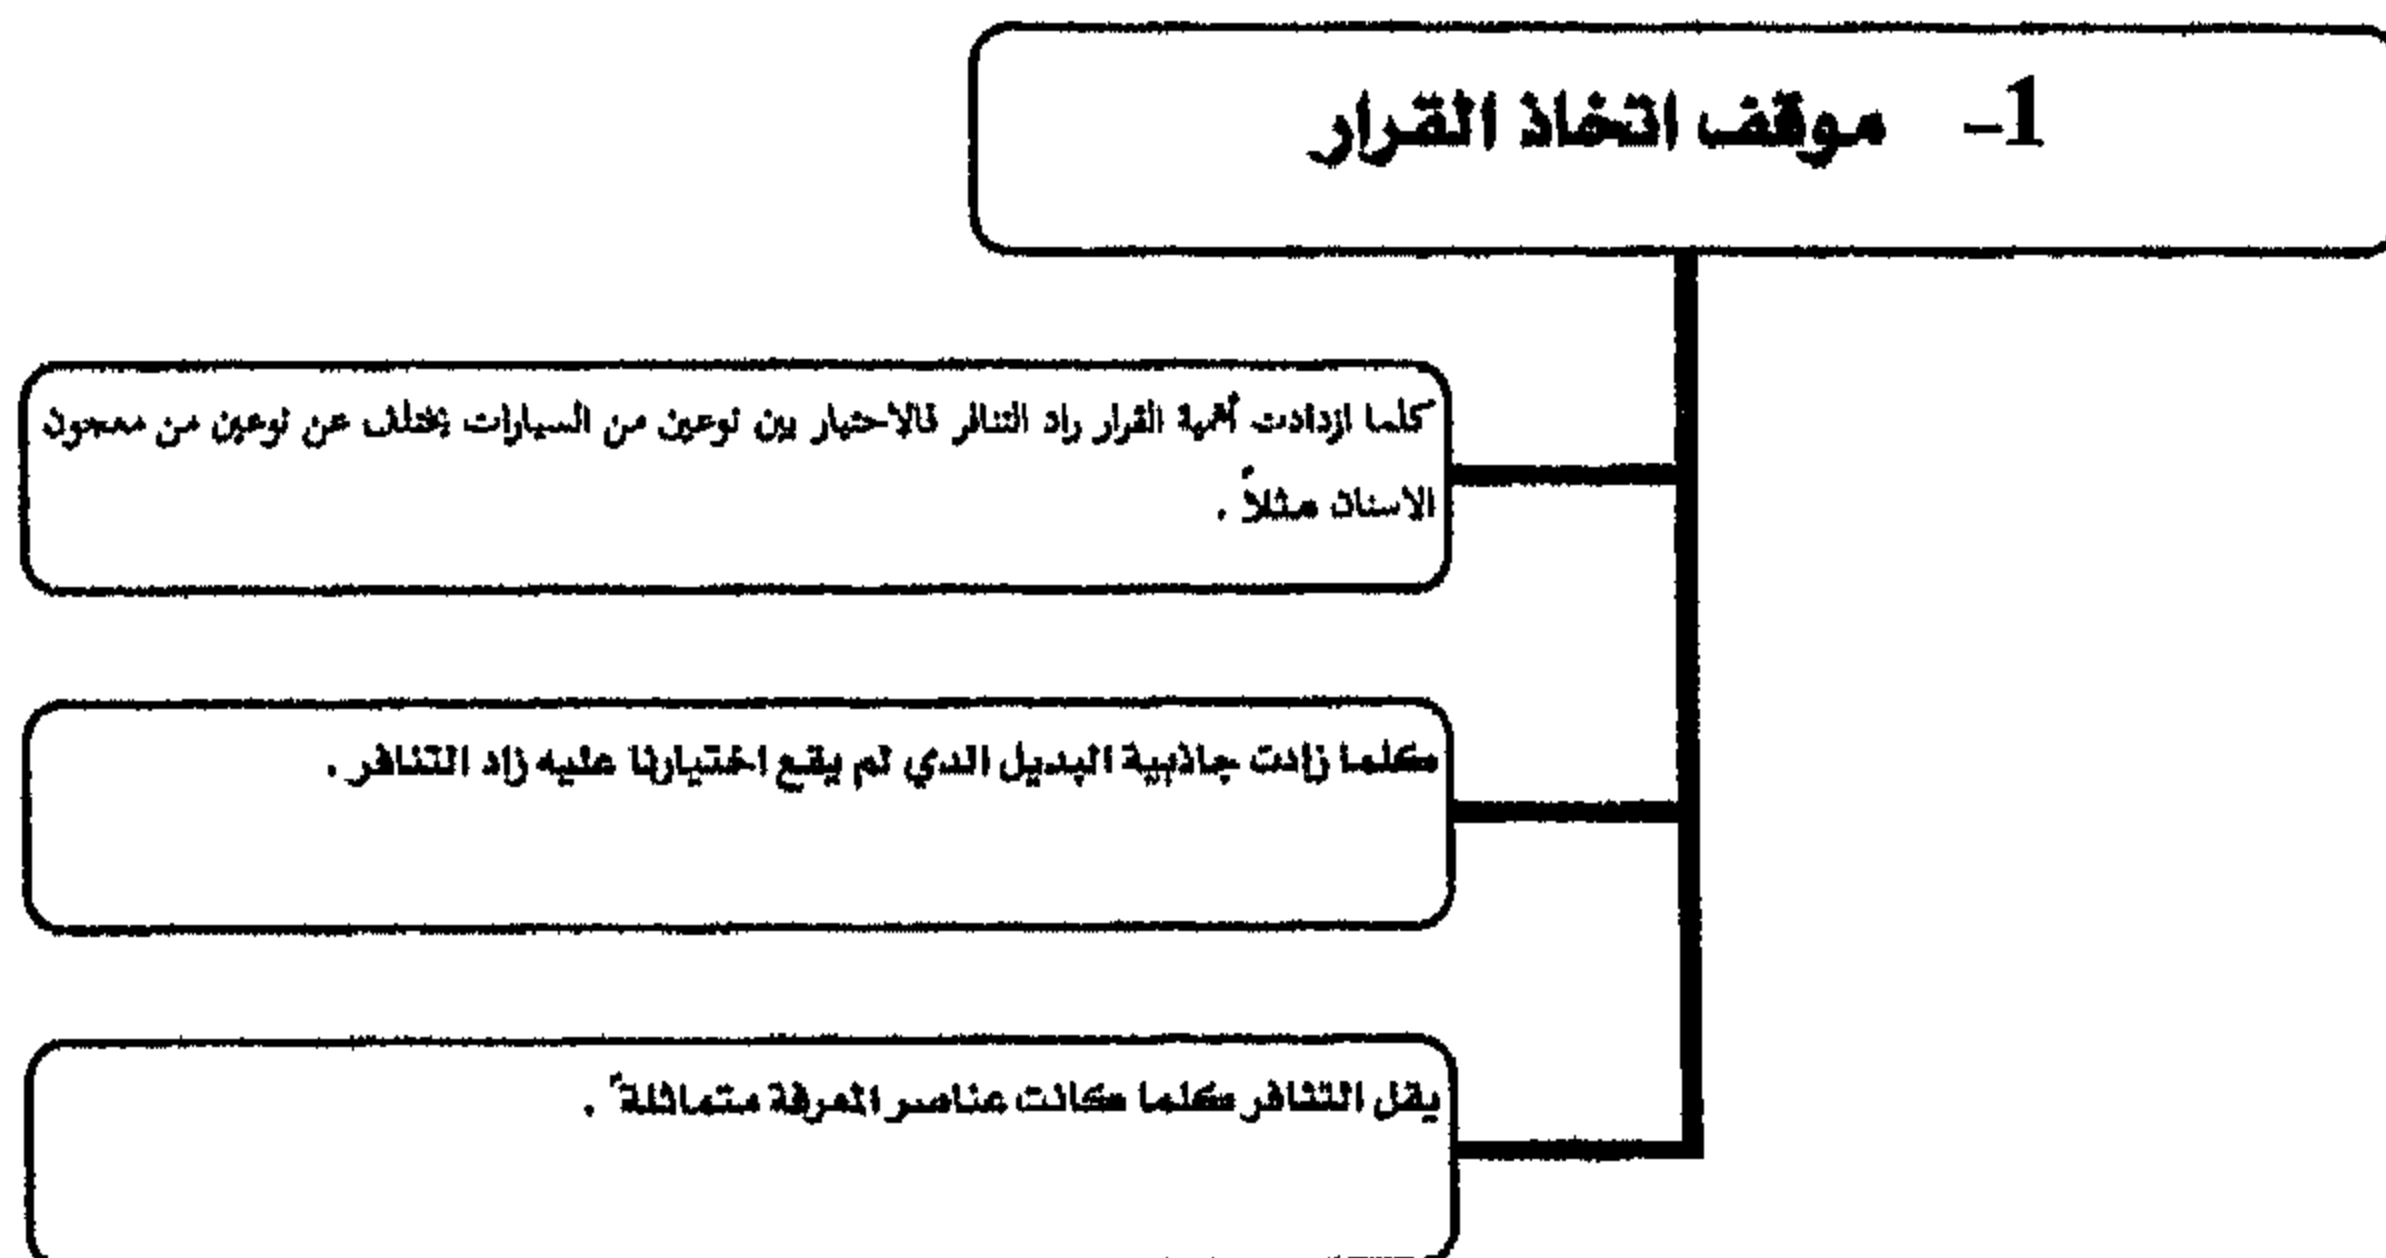 1- موقف اتخاذ القرار
كلما ازدادت أهمية القرار زاد التنافر فالاختيار بين نوعين من السيارات يختلف عن نوعين من معجون
الاسنان مثلاً .
كلما زادت جاذبية البديل الذي لم يقع اختيارنا عليه زاد التنافر .
يقل التنافر كلما كانت عناصر المعرفة متماثلةً .